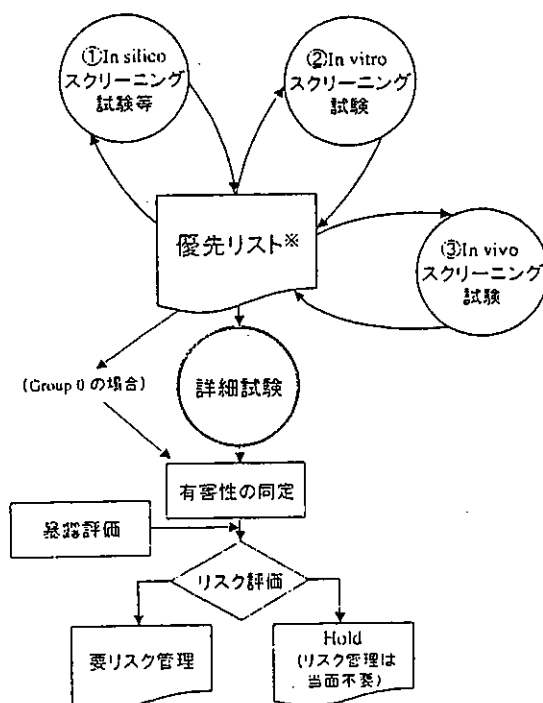 ①In silico
スクリーニング
試験等
②In vitro
スクリーニング
試験
優先リスト※
③In vivo
スクリーニング
試験
(Group 0 の場合)
詳細試験
有害性の同定
暴露評価
リスク評価
要リスク管理
Hold
(リスク管理は
当面不要)